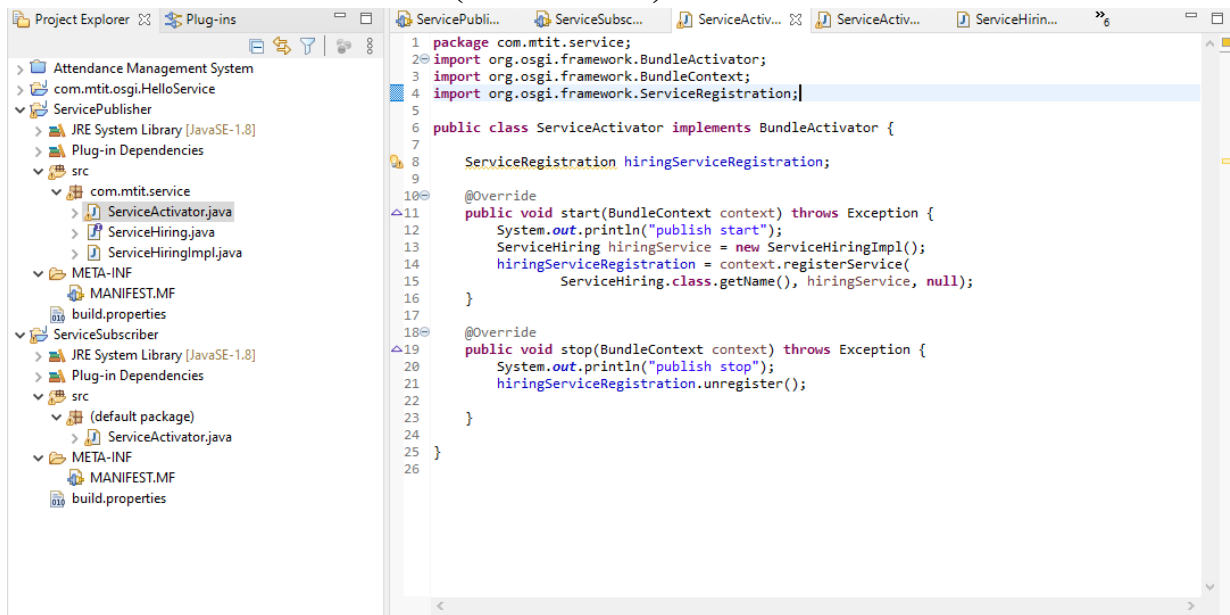 Project Explorer
Plug-ins
Attendance Management System
com.mtit.osgi.HelloService
ServicePublisher
JRE System Library [JavaSE-1.8]
Plug-in Dependencies
src
com.mtit.service
ServiceActivator.java
ServiceHiring.java
ServiceHiringImpl.java
META-INF
MANIFEST.MF
build.properties
ServiceSubscriber
JRE System Library [JavaSE-1.8]
Plug-in Dependencies
src
(default package)
ServiceActivator.java
META-INF
MANIFEST.MF
build.properties
ServicePubli...
ServiceSubsc...
ServiceActiv...
ServiceActiv...
ServiceHirin...
»6
1 package com.mtit.service;
2 import org.osgi.framework.BundleActivator;
3 import org.osgi.framework.BundleContext;
4 import org.osgi.framework.ServiceRegistration;
5
6 public class ServiceActivator implements BundleActivator {
7
8 ServiceRegistration hiringServiceRegistration;
9
10 @Override
11 public void start(BundleContext context) throws Exception {
12 System.out.println("publish start");
13 ServiceHiring hiringService = new ServiceHiringImpl();
14 hiringServiceRegistration = context.registerService(
15 ServiceHiring.class.getName(), hiringService, null);
16 }
17
18 @Override
19 public void stop(BundleContext context) throws Exception {
20 System.out.println("publish stop");
21 hiringServiceRegistration.unregister();
22
23 }
24
25 }
26